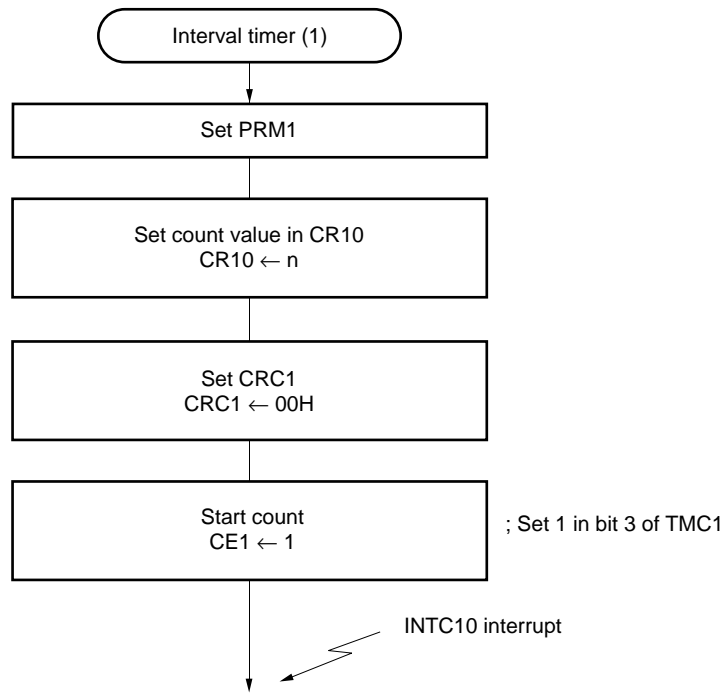 Interval timer (1)
Set PRM1
Set count value in CR10
CR10 ← n
Set CRC1
CRC1 ← 00H
Start count
CE1 ← 1
; Set 1 in bit 3 of TMC1
INTC10 interrupt